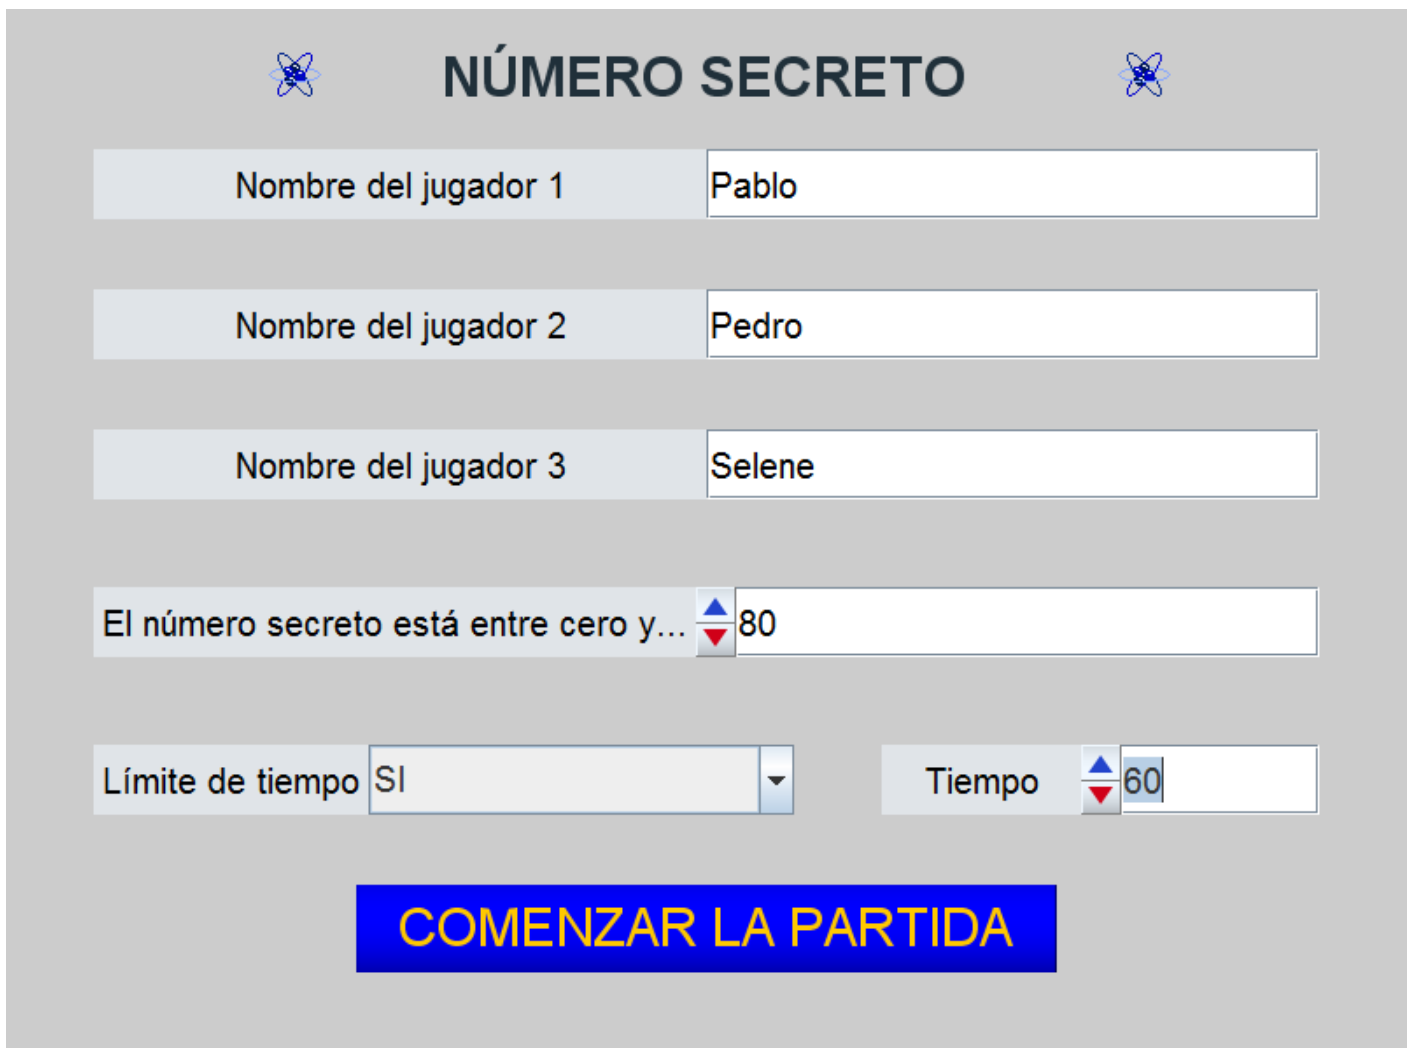 NÚMERO SECRETO
Nombre del jugador 1 Pablo
Nombre del jugador 2 Pedro
Nombre del jugador 3 Selene
El número secreto está entre cero y... 80
Límite de tiempo SI Tiempo 60
COMENZAR LA PARTIDA